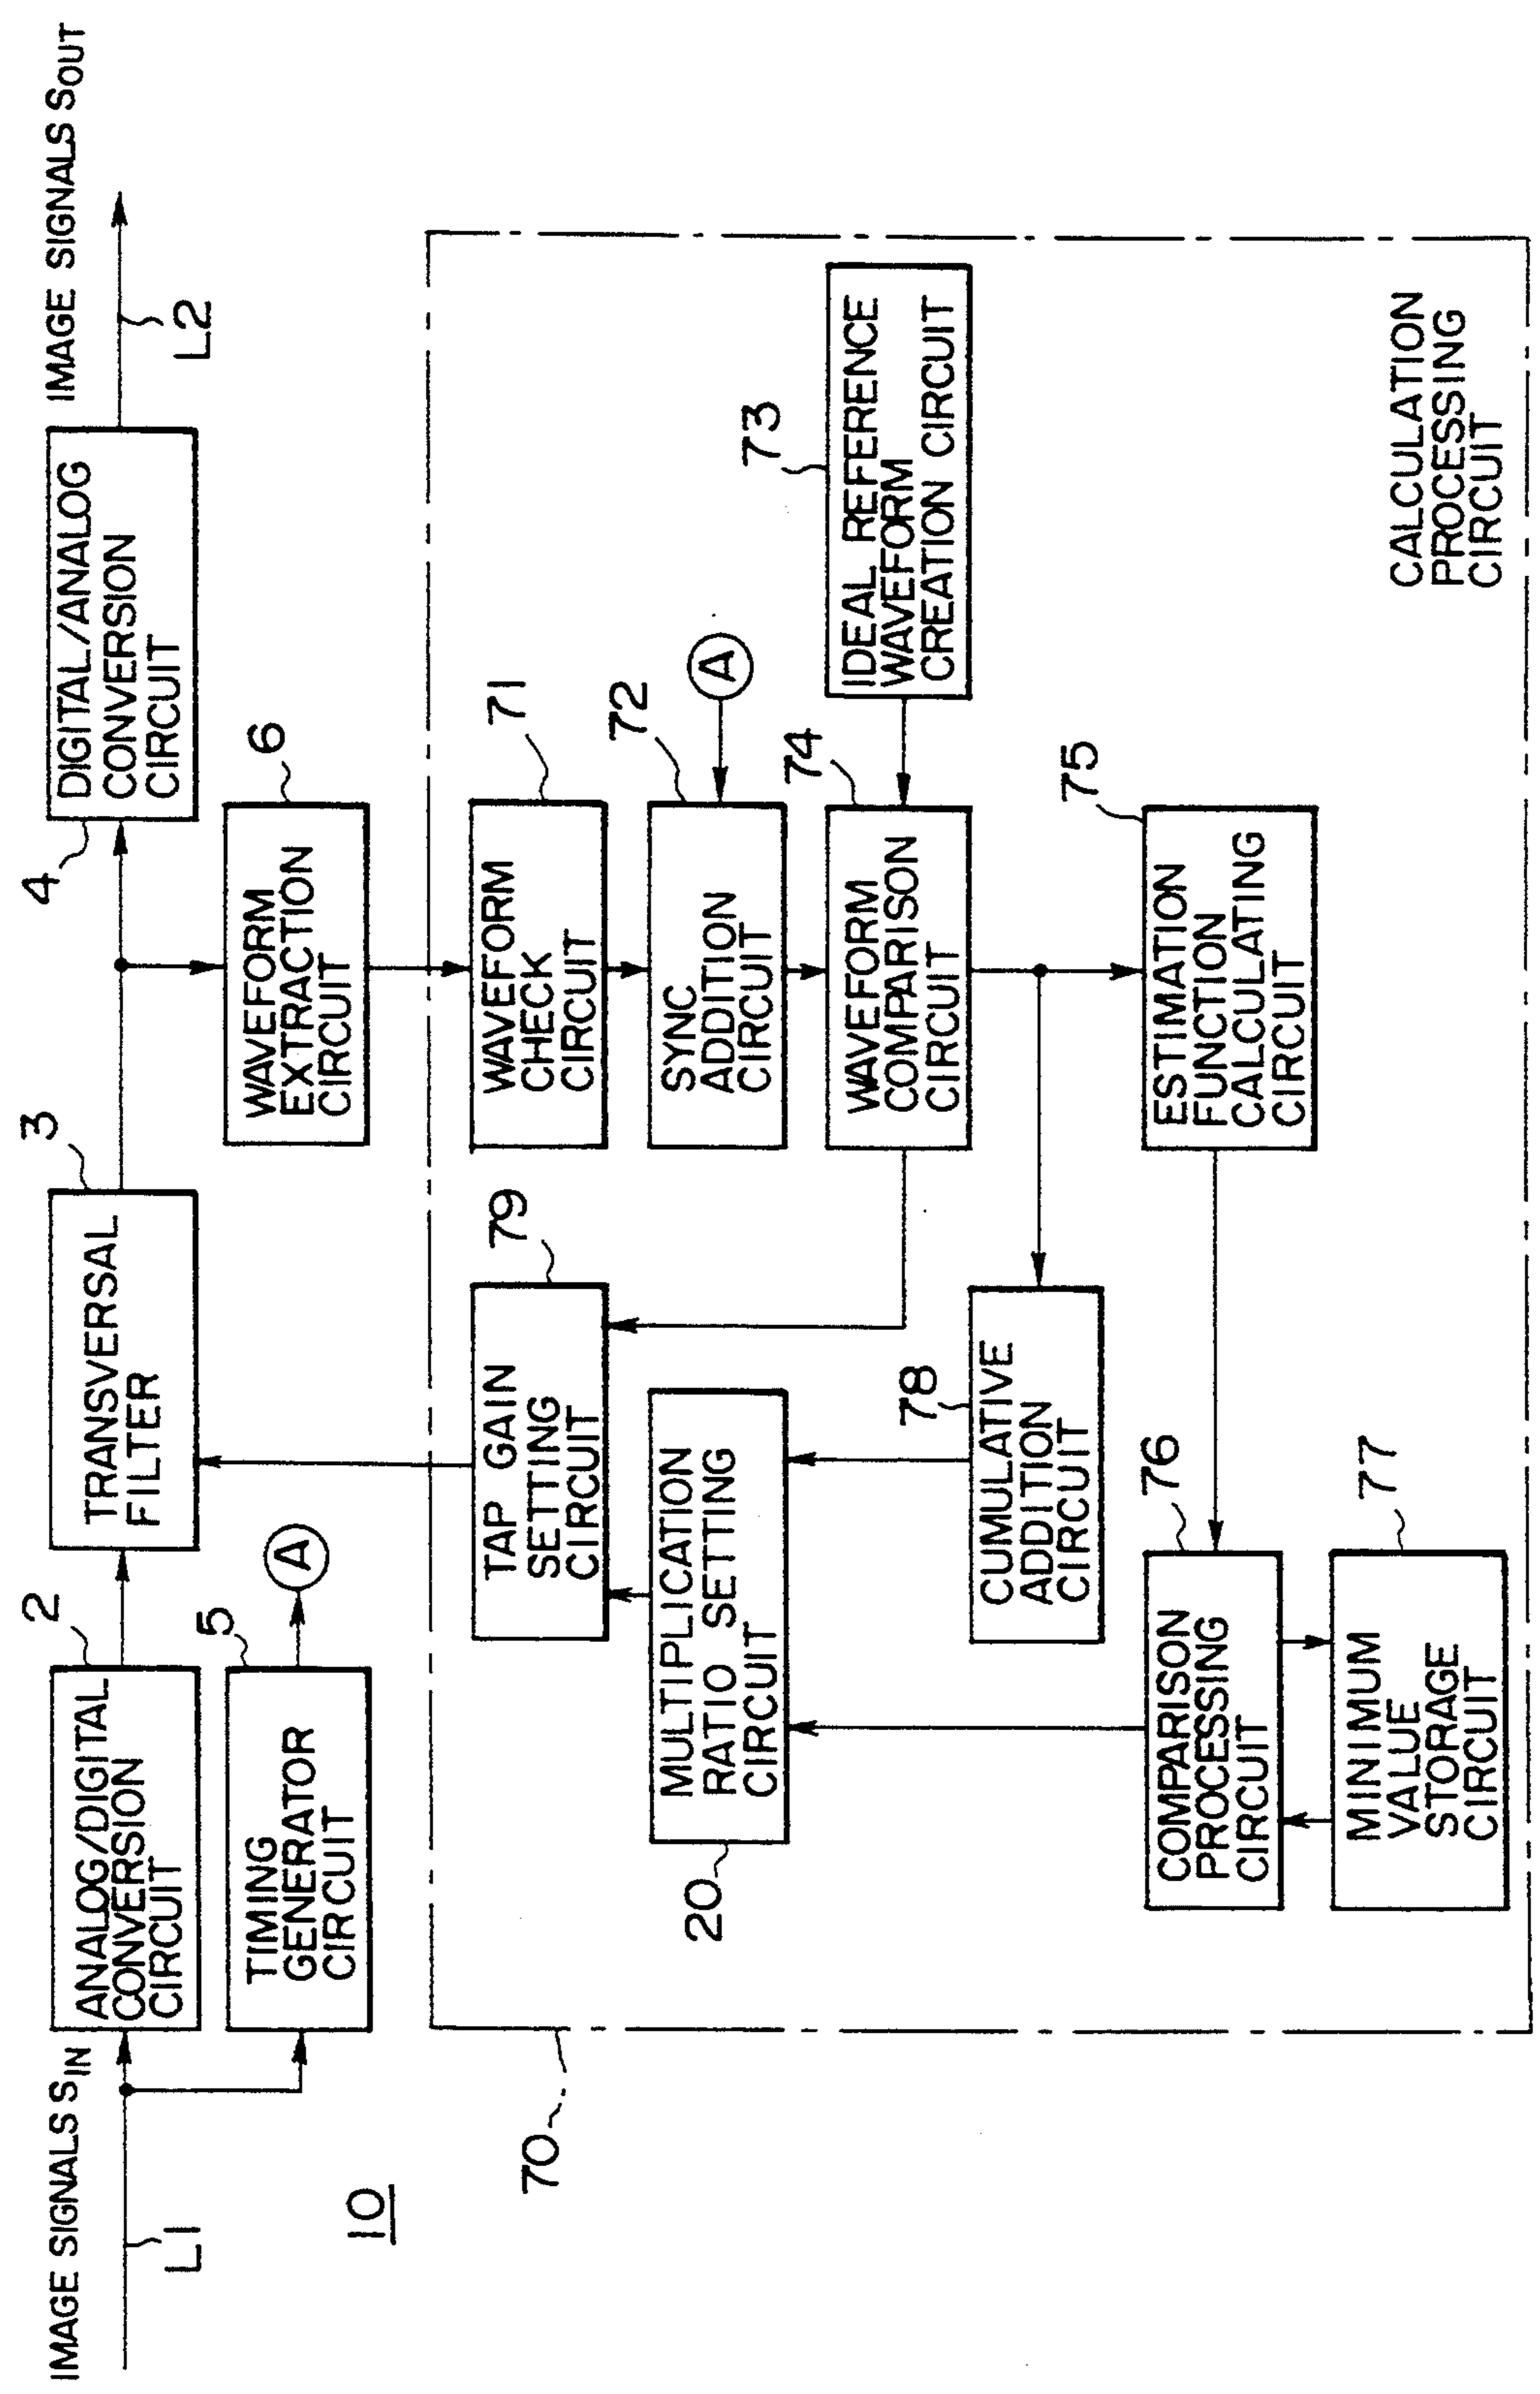 IMAGE SIGNALS SIN
L1
10
2
ANALOG/DIGITAL
CONVERSION
CIRCUIT
5
TIMING
GENERATOR
CIRCUIT
A
3
TRANSVERSAL
FILTER
4
DIGITAL/ANALOG
CONVERSION
CIRCUIT
IMAGE SIGNALS SOUT
L2
6
WAVEFORM
EXTRACTION
CIRCUIT
70
71
WAVEFORM
CHECK
CIRCUIT
79
TAP GAIN
SETTING
CIRCUIT
72
SYNC
ADDITION
CIRCUIT
A
20
MULTIPLICATION
RATIO SETTING
CIRCUIT
73
IDEAL REFERENCE
WAVEFORM
CREATION CIRCUIT
74
WAVEFORM
COMPARISON
CIRCUIT
78
CUMULATIVE
ADDITION
CIRCUIT
75
ESTIMATION
FUNCTION
CALCULATING
CIRCUIT
76
COMPARISON
PROCESSING
CIRCUIT
77
MINIMUM
VALUE
STORAGE
CIRCUIT
CALCULATION
PROCESSING
CIRCUIT